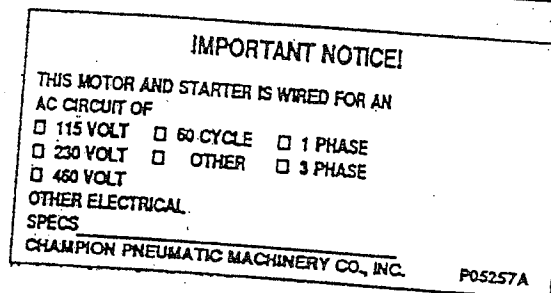 IMPORTANT NOTICE!
THIS MOTOR AND STARTER IS WIRED FOR AN
AC CIRCUIT OF
□ 115 VOLT □ 60 CYCLE □ 1 PHASE
□ 230 VOLT □ OTHER □ 3 PHASE
□ 460 VOLT
OTHER ELECTRICAL
SPECS
CHAMPION PNEUMATIC MACHINERY CO., INC. P05257A